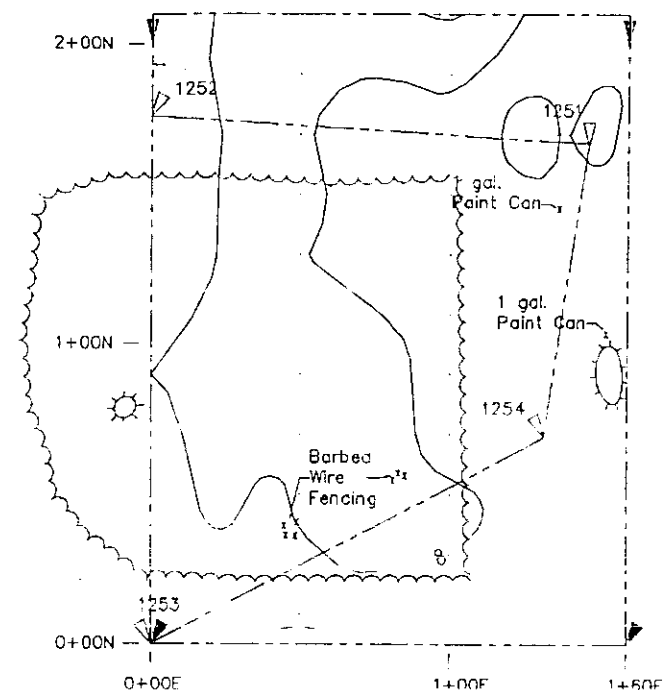 2+00N
1252
1251
gal.
Paint Can
1+00N
1 gal.
Paint Can
1254
Barbed
Wire
Fencing
8
1253
0+00N
0+00E
1+00E
1+60E